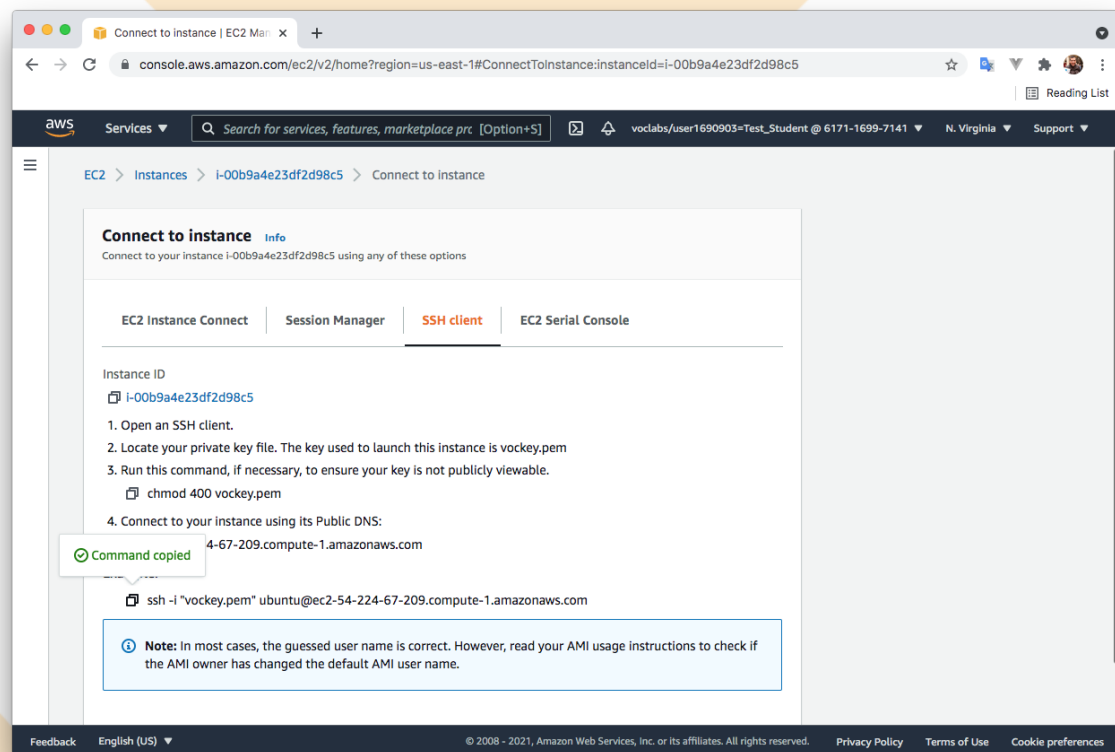 Connect to instance | EC2 Man
console.aws.amazon.com/ec2/v2/home?region=us-east-1#ConnectToInstance:instanceId=i-00b9a4e23df2d98c5
Reading List
aws Services Search for services, features, marketplace prc [Option+S] voclabs/user1690903=Test_Student @ 6171-1699-7141 N. Virginia Support
EC2 > Instances > i-00b9a4e23df2d98c5 > Connect to instance
Connect to instance Info
Connect to your instance i-00b9a4e23df2d98c5 using any of these options
EC2 Instance Connect Session Manager SSH client EC2 Serial Console
Instance ID
i-00b9a4e23df2d98c5
1. Open an SSH client.
2. Locate your private key file. The key used to launch this instance is vockey.pem
3. Run this command, if necessary, to ensure your key is not publicly viewable.
chmod 400 vockey.pem
4. Connect to your instance using its Public DNS:
4-67-209.compute-1.amazonaws.com
Command copied
ssh -i "vockey.pem" ubuntu@ec2-54-224-67-209.compute-1.amazonaws.com
Note: In most cases, the guessed user name is correct. However, read your AMI usage instructions to check if
the AMI owner has changed the default AMI user name.
Feedback English (US) © 2008 - 2021, Amazon Web Services, Inc. or its affiliates. All rights reserved. Privacy Policy Terms of Use Cookie preferences